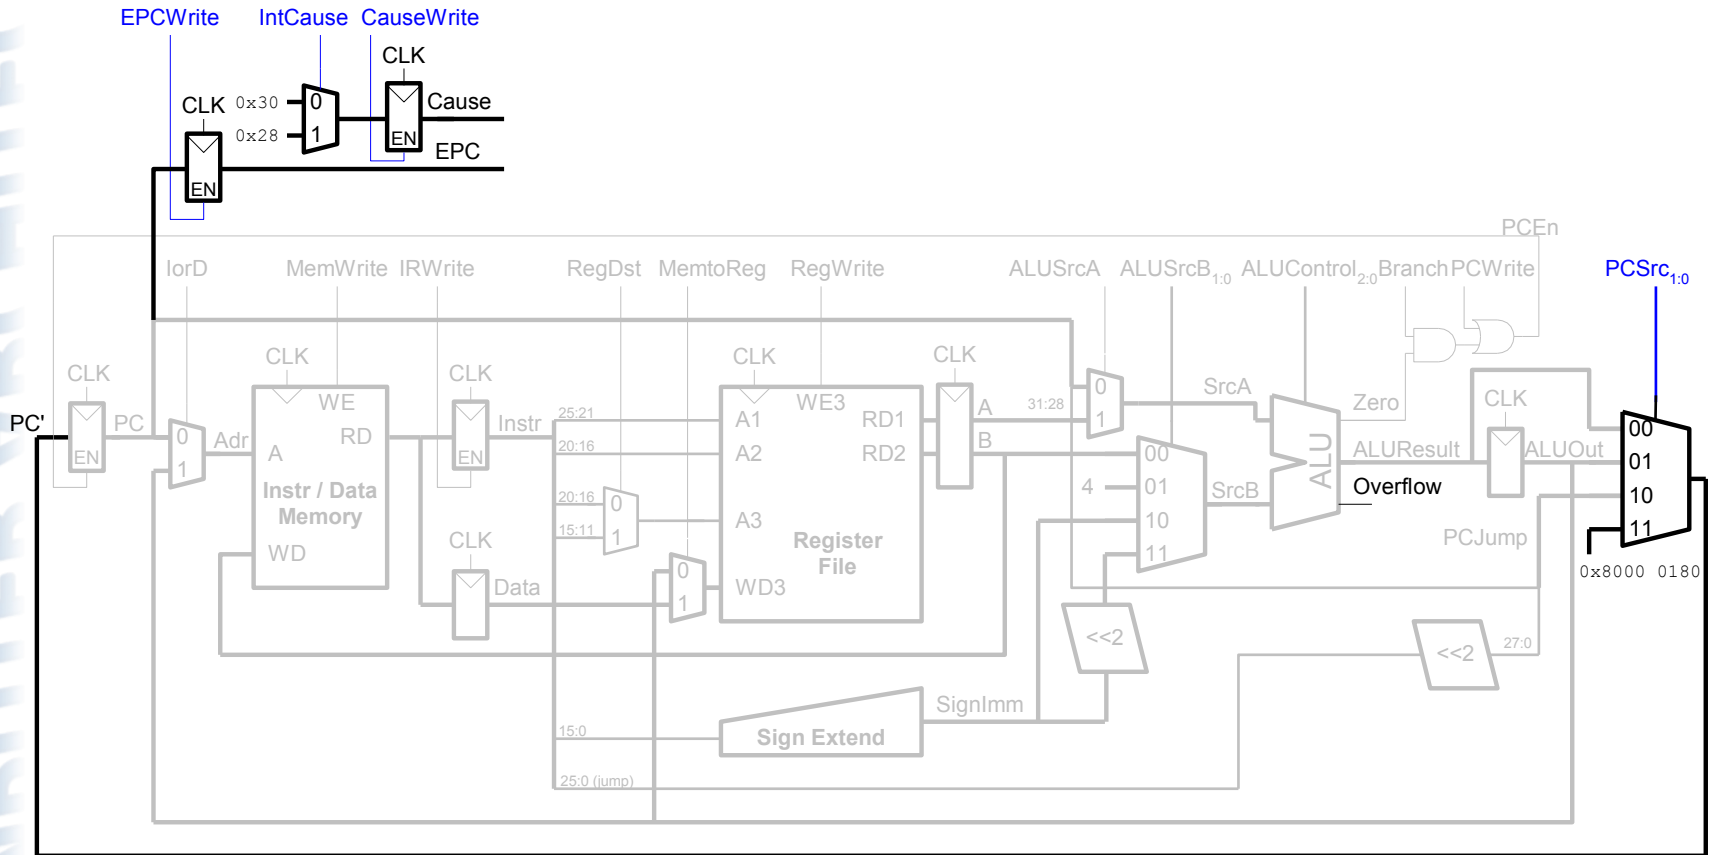 EPCWrite IntCause CauseWrite
CLK
CLK 0x30 0 Cause
0x28 1 EN
EPC
EN
PCEn
IorD MemWrite IRWrite RegDst MemtoReg RegWrite ALUSrcA ALUSrcB1:0 ALUControl2:0 Branch PCWrite PCSrc1:0
CLK CLK CLK CLK CLK
PC' PC 0 Adr WE RD Instr 25:21 A1 WE3 RD1 A 31:28 0 SrcA Zero CLK 00
EN 1 A EN 20:16 A2 RD2 B 1 00 ALU ALUResult ALUOut 01
Instr / Data
Memory
20:16 0 4 01 SrcB Overflow 10
15:11 1 A3 10 PCJump 11
WD CLK Register
File
11 0x8000 0180
Data 0 WD3
1
<<2 <<2 27:0
SignImm
15:0 Sign Extend
25:0 (jump)